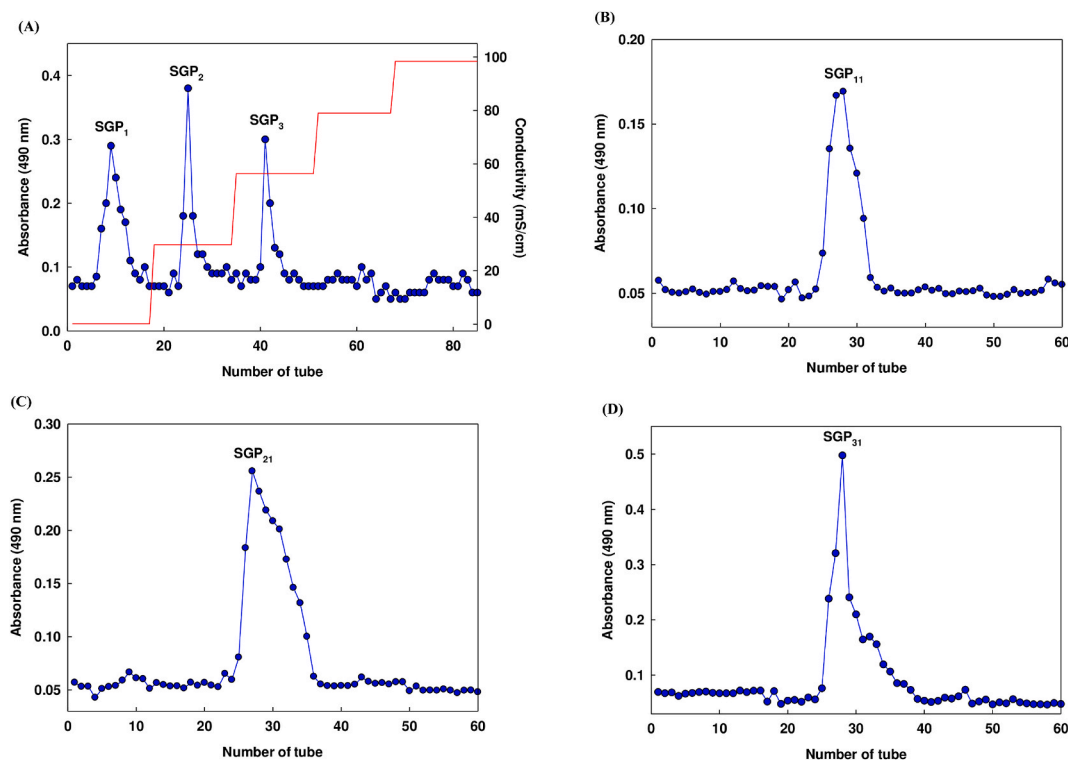 (A)
0.4
0.3
0.2
0.1
0.0
Absorbance (490 nm)
SGP1
SGP2
SGP3
100
80
60
40
20
0
Conductivity (mS/cm)
0 20 40 60 80
Number of tube
(B)
0.20
0.15
0.10
0.05
Absorbance (490 nm)
SGP11
0 10 20 30 40 50 60
Number of tube
(C)
0.30
0.25
0.20
0.15
0.10
0.05
Absorbance (490 nm)
SGP21
0 10 20 30 40 50 60
Number of tube
(D)
0.5
0.4
0.3
0.2
0.1
Absorbance (490 nm)
SGP31
0 10 20 30 40 50 60
Number of tube